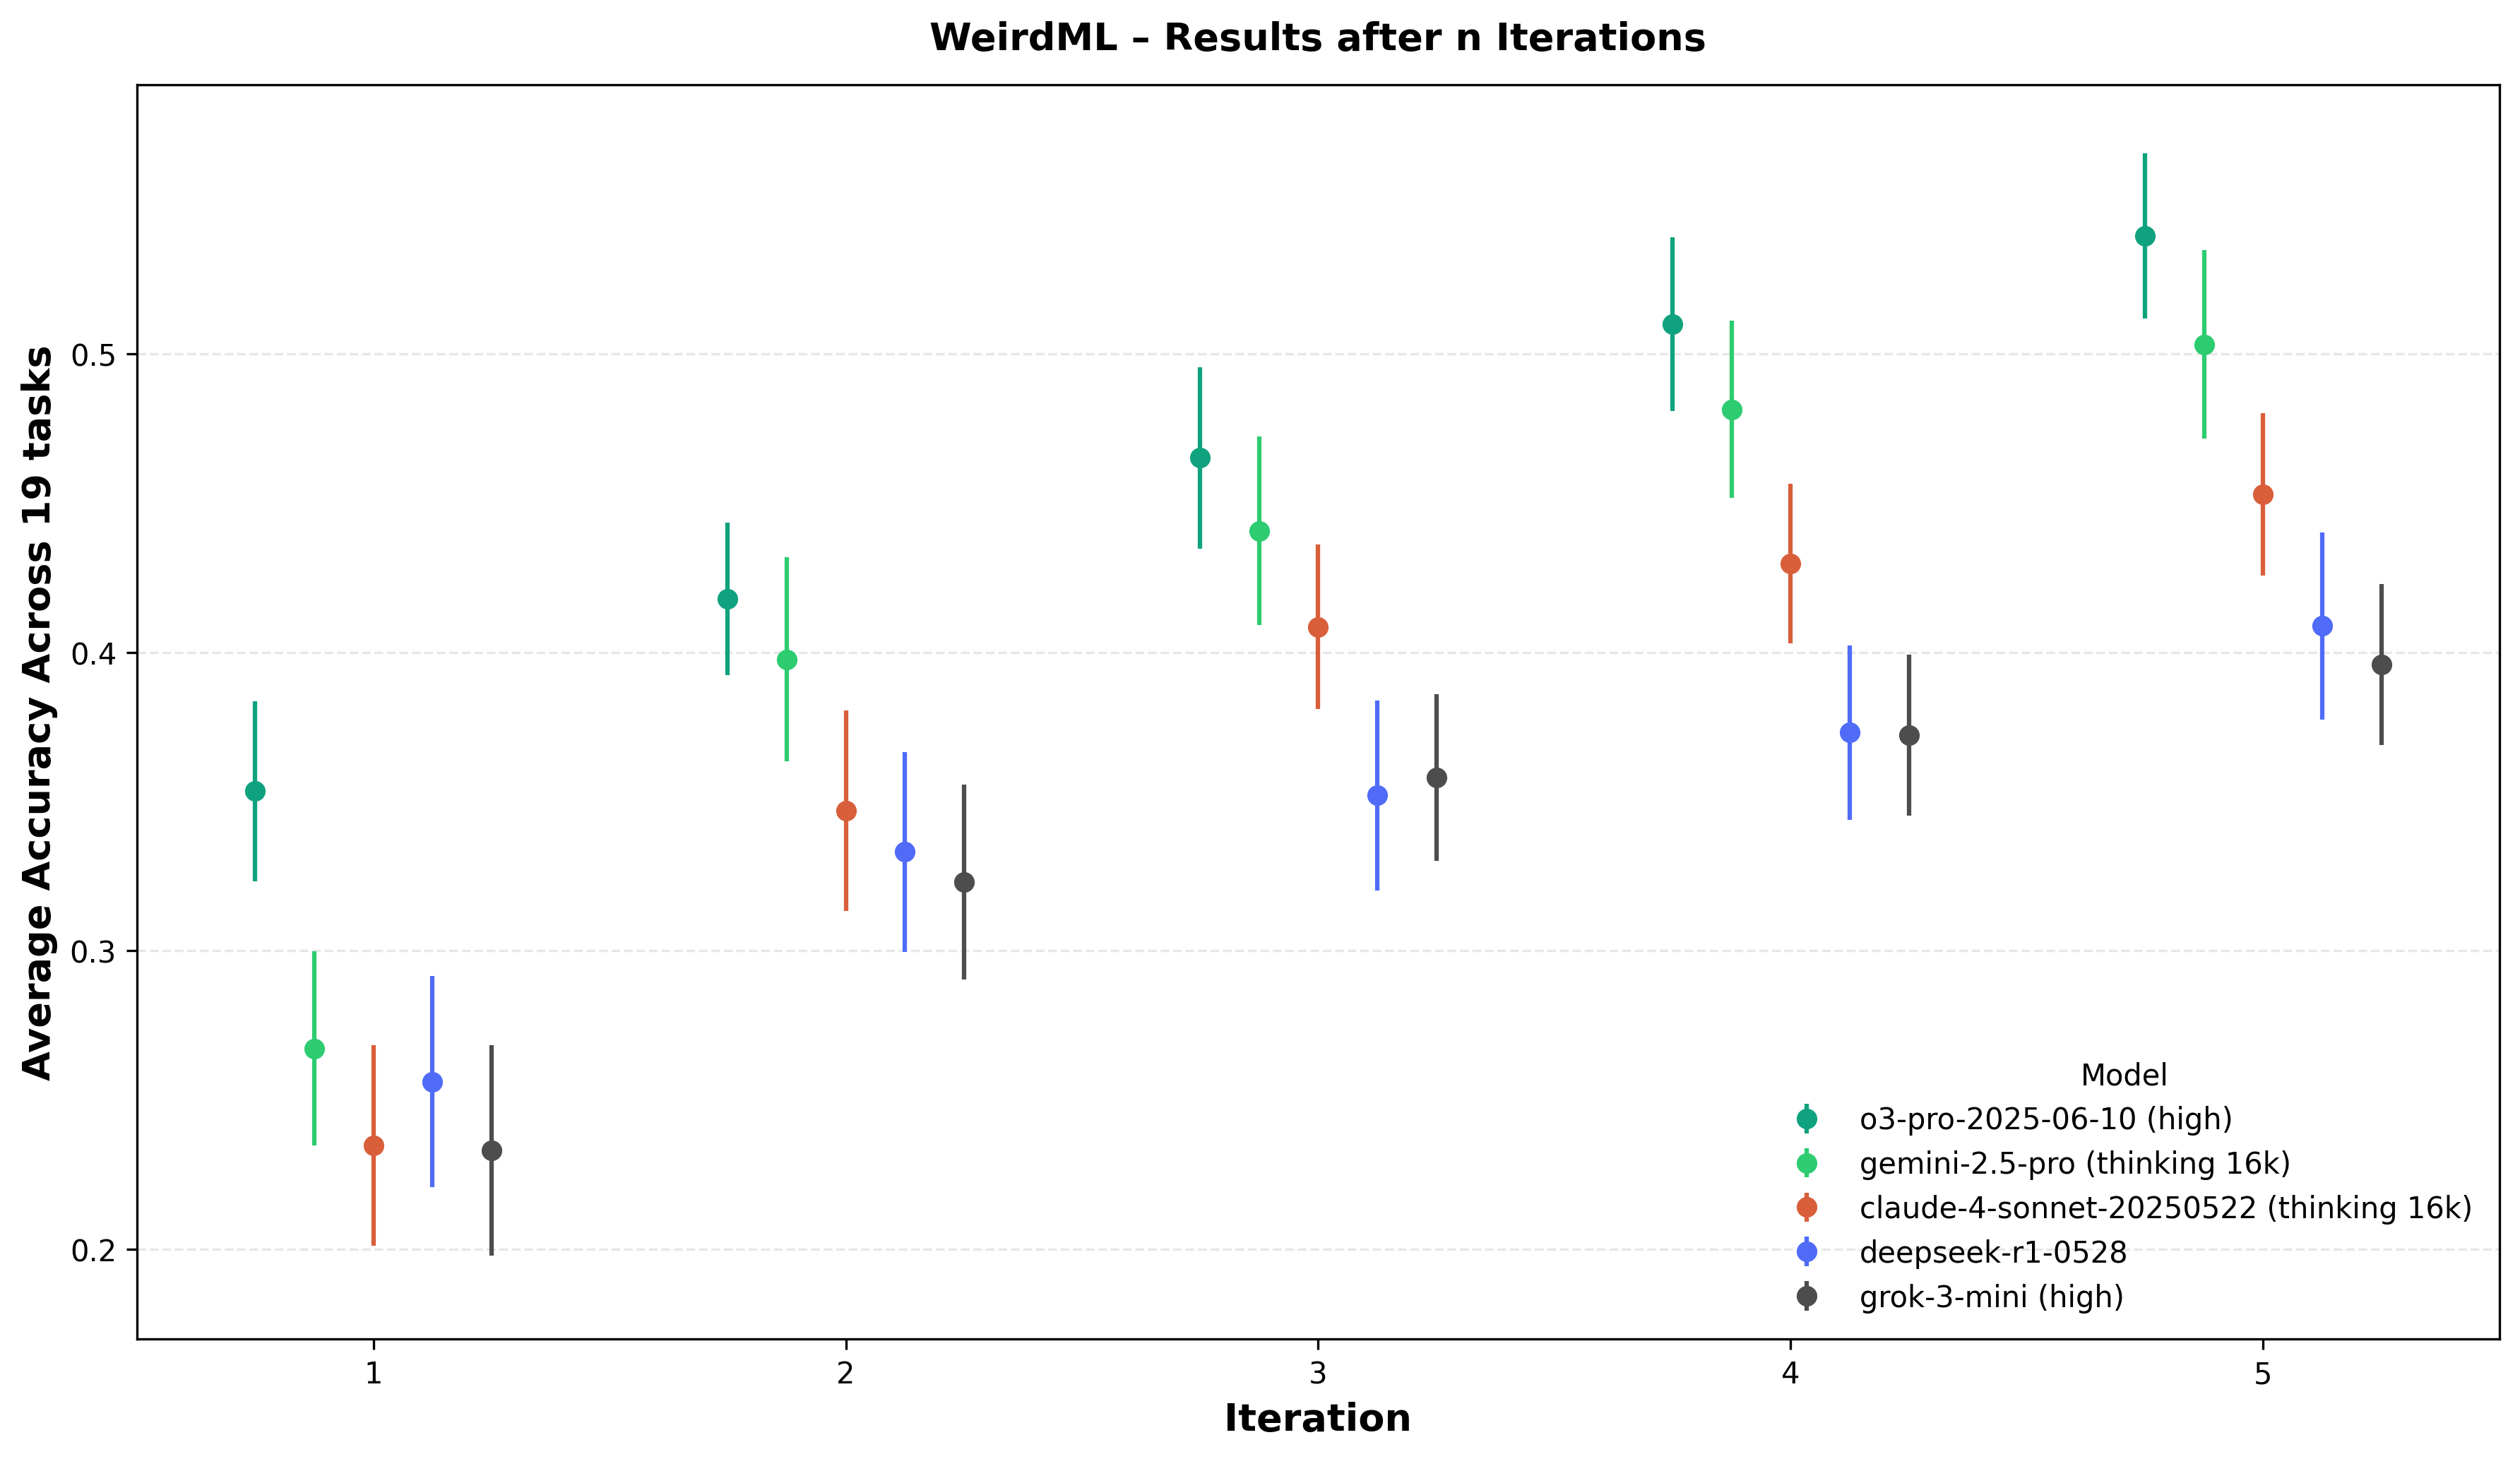 WeirdML – Results after n Iterations
Average Accuracy Across 19 tasks
0.5
0.4
0.3
0.2
1 2 3 4 5
Iteration
Model
o3-pro-2025-06-10 (high)
gemini-2.5-pro (thinking 16k)
claude-4-sonnet-20250522 (thinking 16k)
deepseek-r1-0528
grok-3-mini (high)